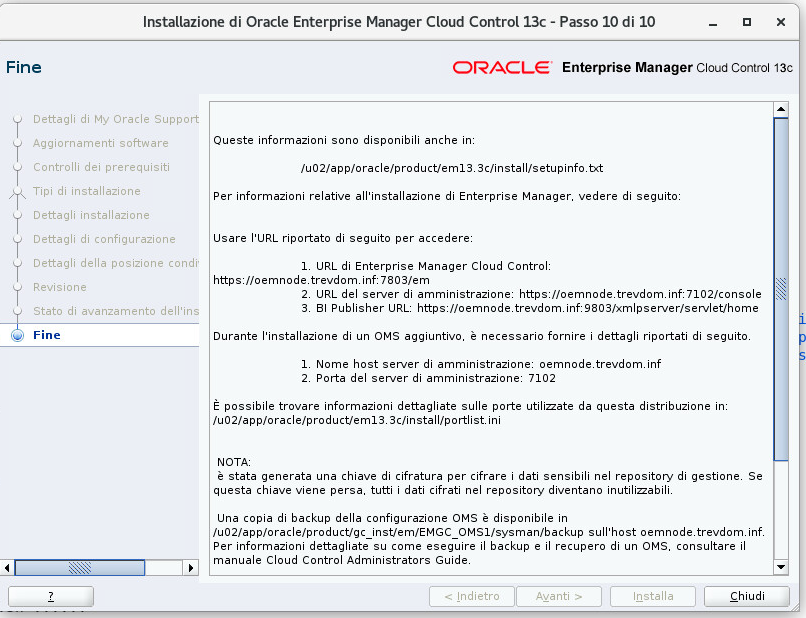 Installazione di Oracle Enterprise Manager Cloud Control 13c - Passo 10 di 10
Fine
ORACLE Enterprise Manager Cloud Control 13c
Dettagli di My Oracle Support
Aggiornamenti software
Controlli dei prerequisiti
Tipi di installazione
Dettagli installazione
Dettagli di configurazione
Dettagli della posizione condi
Revisione
Stato di avanzamento dell'ins
Fine
Queste informazioni sono disponibili anche in:
/u02/app/oracle/product/em13.3c/install/setupinfo.txt
Per informazioni relative all'installazione di Enterprise Manager, vedere di seguito:
Usare l'URL riportato di seguito per accedere:
1. URL di Enterprise Manager Cloud Control:
https://oemnode.trevdom.inf:7803/em
2. URL del server di amministrazione: https://oemnode.trevdom.inf:7102/console
3. BI Publisher URL: https://oemnode.trevdom.inf:9803/xmlpserver/servlet/home
Durante l'installazione di un OMS aggiuntivo, è necessario fornire i dettagli riportati di seguito.
1. Nome host server di amministrazione: oemnode.trevdom.inf
2. Porta del server di amministrazione: 7102
È possibile trovare informazioni dettagliate sulle porte utilizzate da questa distribuzione in:
/u02/app/oracle/product/em13.3c/install/portlist.ini
NOTA:
è stata generata una chiave di cifratura per cifrare i dati sensibili nel repository di gestione. Se
questa chiave viene persa, tutti i dati cifrati nel repository diventano inutilizzabili.
Una copia di backup della configurazione OMS è disponibile in
/u02/app/oracle/product/gc_inst/em/EMGC_OMS1/sysman/backup sull'host oemnode.trevdom.inf.
Per informazioni dettagliate su come eseguire il backup e il recupero di un OMS, consultare il
manuale Cloud Control Administrators Guide.
?
< Indietro
Avanti >
Installa
Chiudi